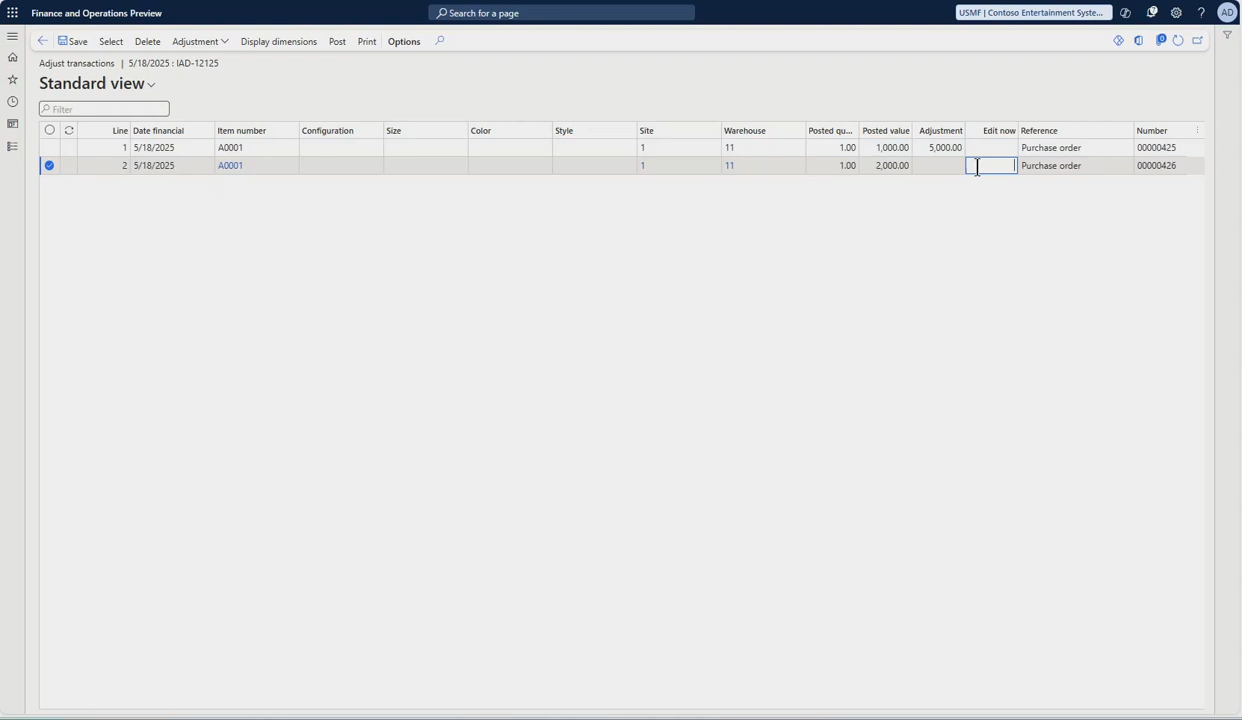 Finance and Operations Preview
Search for a page
USMF | Contoso Entertainment Syste...
?
AD
Save Select Delete Adjustment Display dimensions Post Print Options
0
Adjust transactions | 5/18/2025 : IAD-12125
Standard view
Filter
Line Date financial Item number Configuration Size Color Style Site Warehouse Posted qu... Posted value Adjustment Edit now Reference Number
1 5/18/2025 A0001 1 11 1.00 1,000.00 5,000.00 Purchase order 00000425
2 5/18/2025 A0001 1 11 1.00 2,000.00 Purchase order 00000426